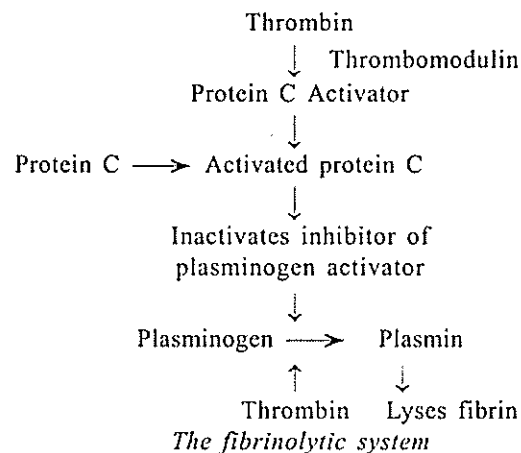 Thrombin
Thrombomodulin
Protein C Activator
Protein C Activated protein C
Inactivates inhibitor of
plasminogen activator
Plasminogen Plasmin
Thrombin Lyses fibrin
The fibrinolytic system